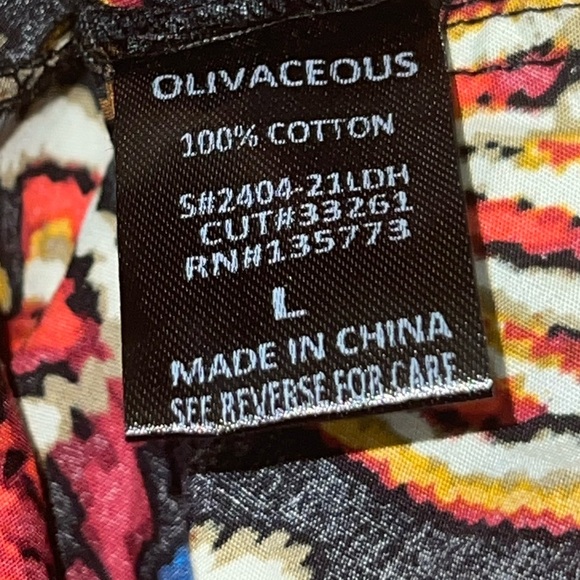 OLIVACEOUS
100% COTTON
S#2404-21LDH
CUT#33261
RN#135773
L
MADE IN CHINA
SEE REVERSE FOR CARE